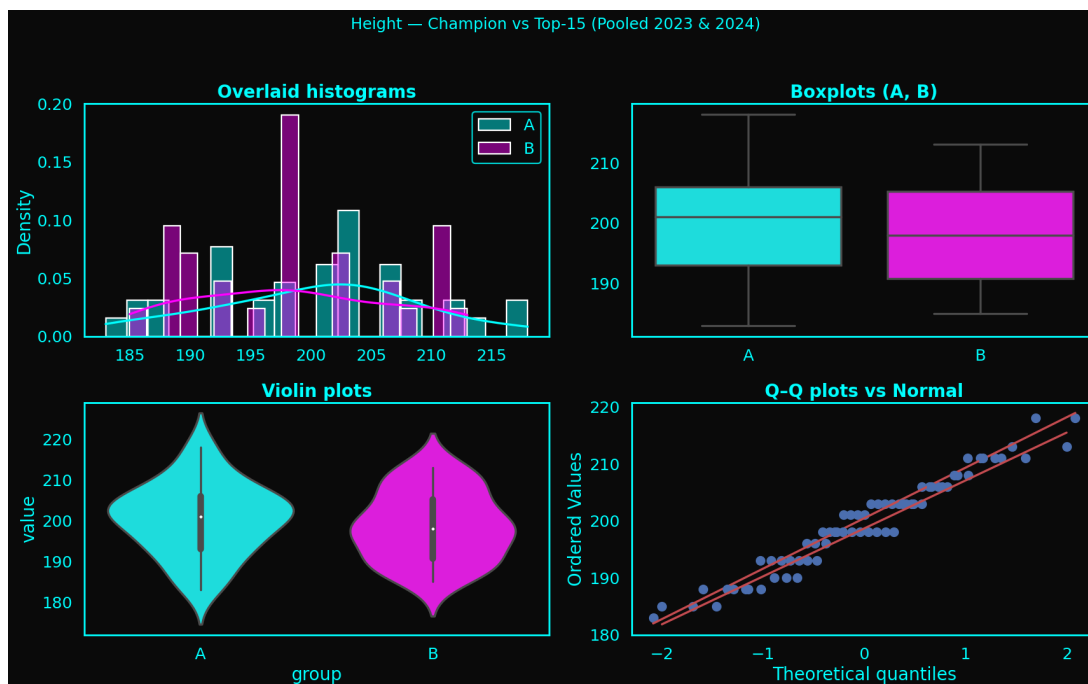 Height — Champion vs Top-15 (Pooled 2023 & 2024)
Overlaid histograms
0.20
0.15
0.10
0.05
0.00
Density
A
B
185 190 195 200 205 210 215
Boxplots (A, B)
210
200
190
A B
Violin plots
220
210
200
190
180
value
A B
group
Q–Q plots vs Normal
220
210
200
190
180
Ordered Values
−2 −1 0 1 2
Theoretical quantiles